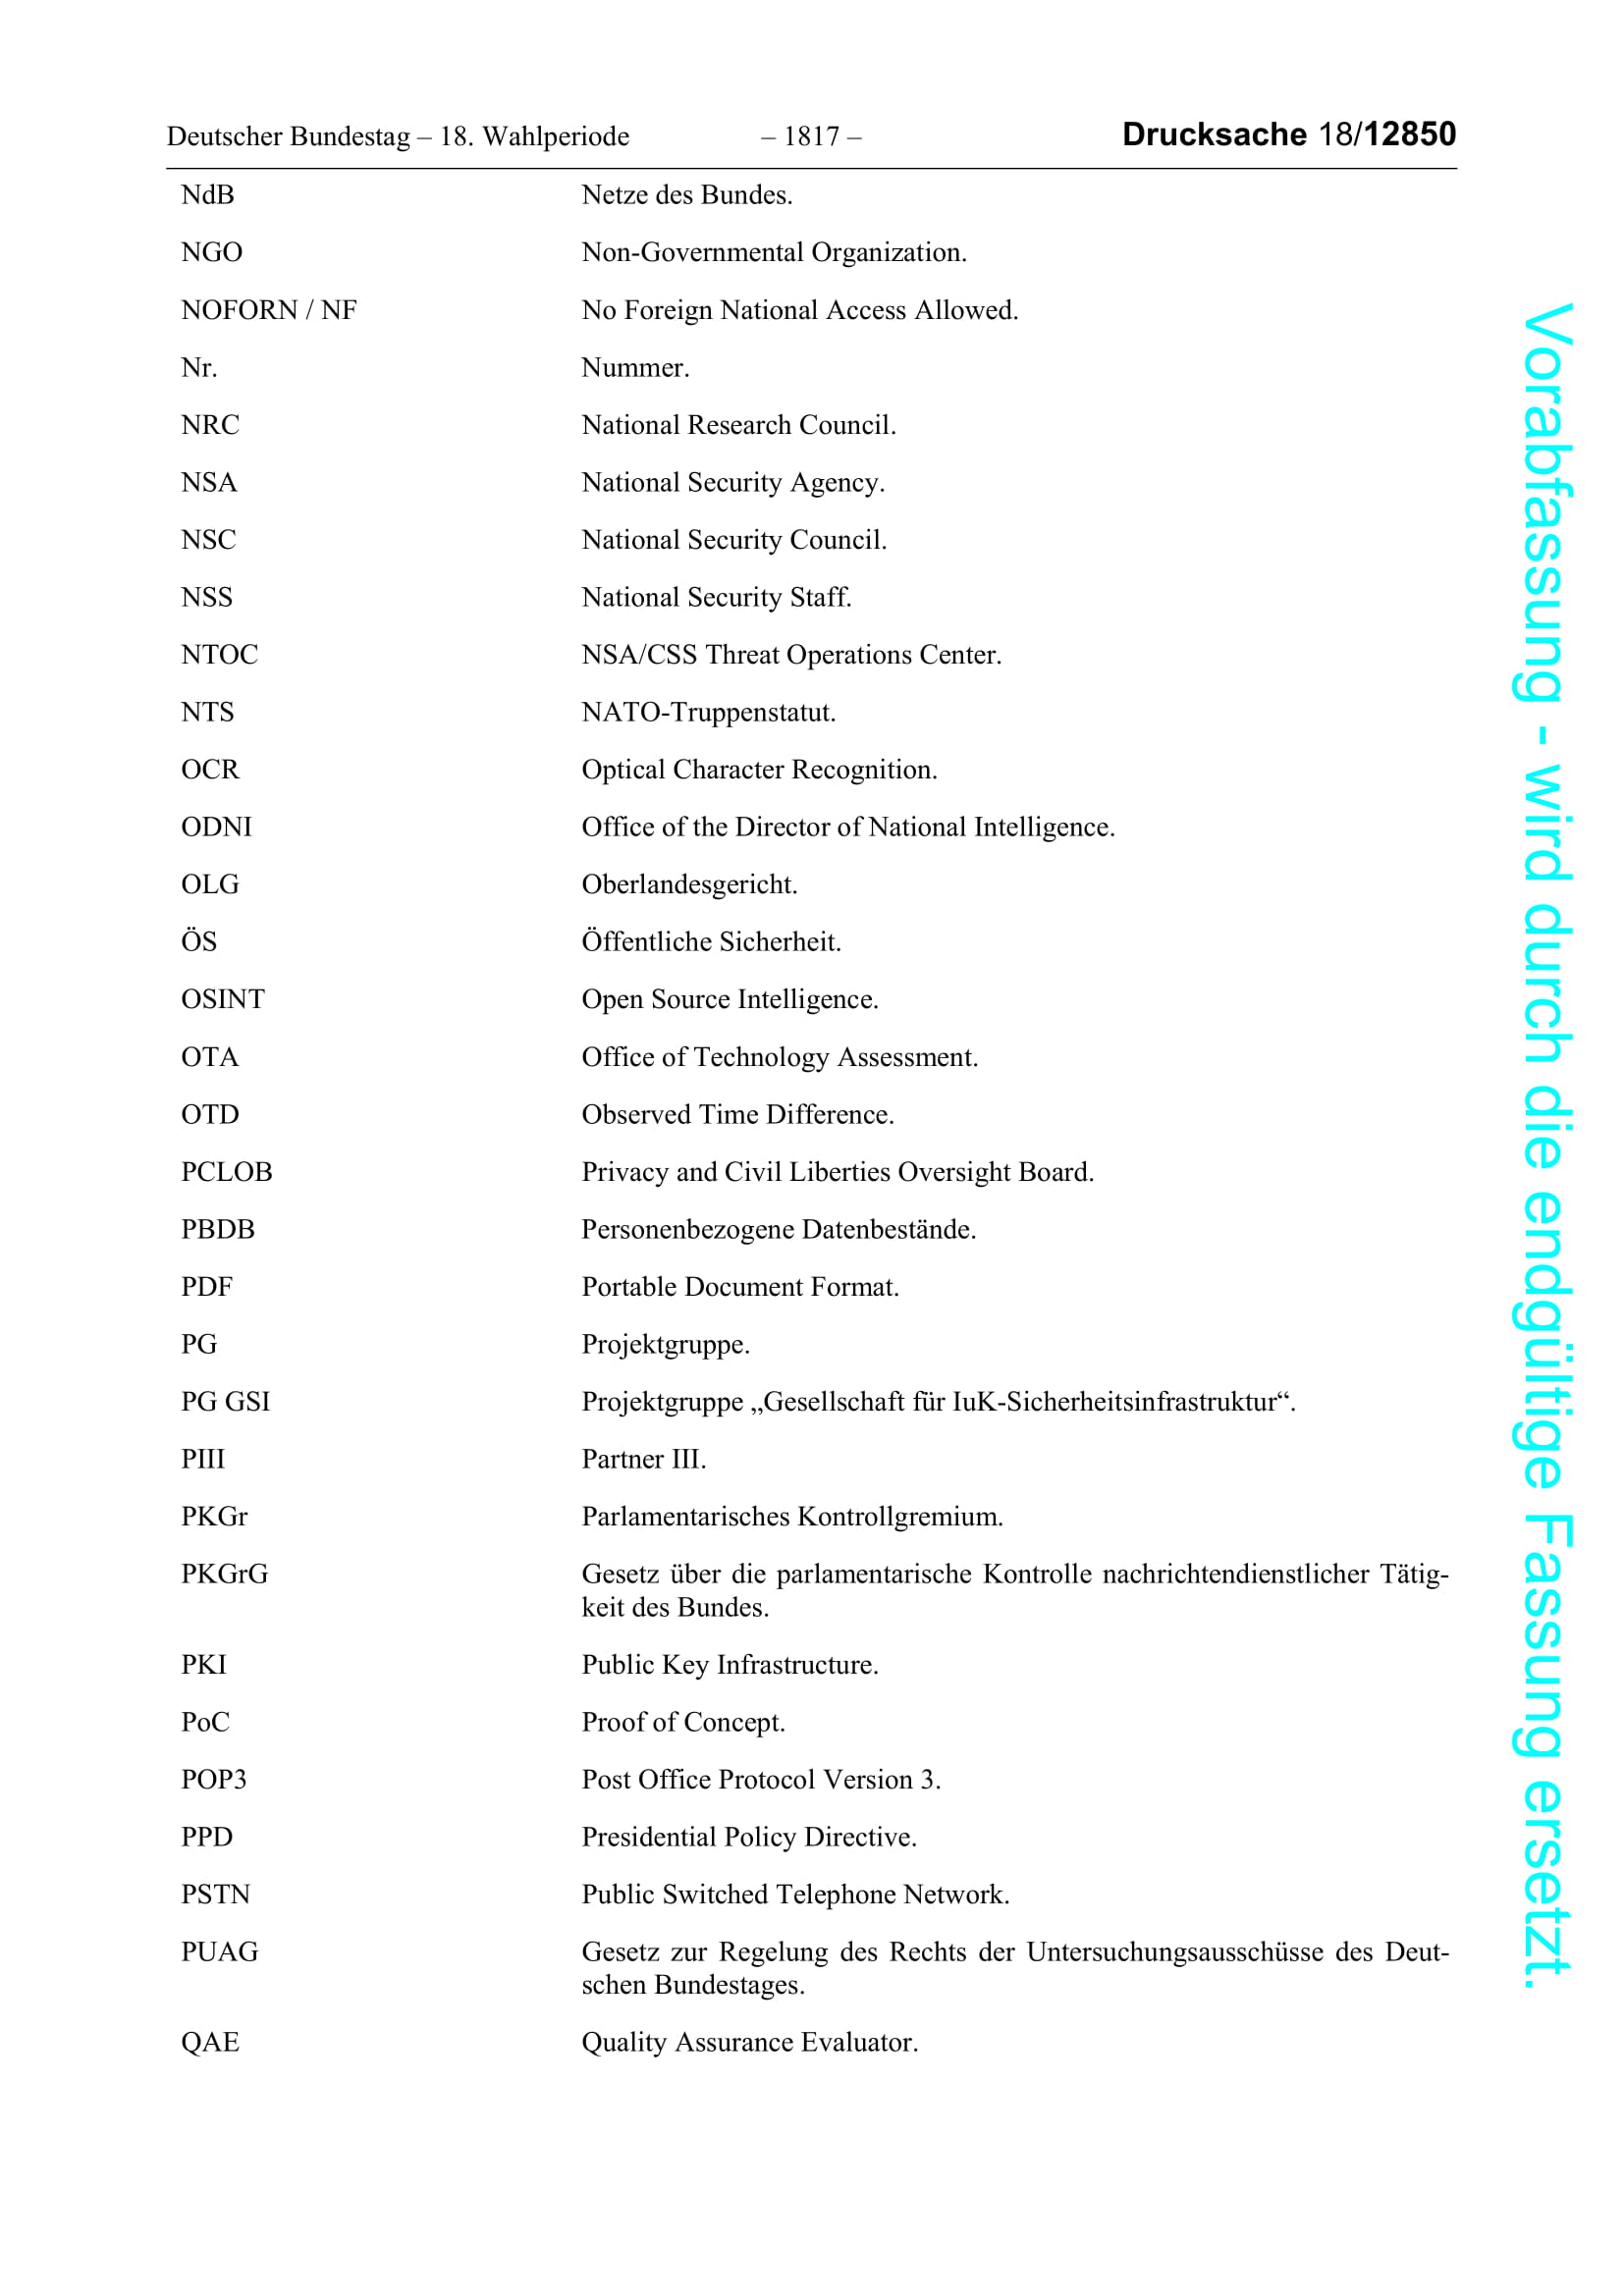 Deutscher Bundestag – 18. Wahlperiode – 1817 – Drucksache 18/12850
NdB Netze des Bundes.
NGO Non-Governmental Organization.
NOFORN / NF No Foreign National Access Allowed.
Nr. Nummer.
NRC National Research Council.
NSA National Security Agency.
NSC National Security Council.
NSS National Security Staff.
NTOC NSA/CSS Threat Operations Center.
NTS NATO-Truppenstatut.
OCR Optical Character Recognition.
ODNI Office of the Director of National Intelligence.
OLG Oberlandesgericht.
ÖS Öffentliche Sicherheit.
OSINT Open Source Intelligence.
OTA Office of Technology Assessment.
OTD Observed Time Difference.
PCLOB Privacy and Civil Liberties Oversight Board.
PBDB Personenbezogene Datenbestände.
PDF Portable Document Format.
PG Projektgruppe.
PG GSI Projektgruppe „Gesellschaft für IuK-Sicherheitsinfrastruktur“.
PIII Partner III.
PKGr Parlamentarisches Kontrollgremium.
PKGrG Gesetz über die parlamentarische Kontrolle nachrichtendienstlicher Tätig-
keit des Bundes.
PKI Public Key Infrastructure.
PoC Proof of Concept.
POP3 Post Office Protocol Version 3.
PPD Presidential Policy Directive.
PSTN Public Switched Telephone Network.
PUAG Gesetz zur Regelung des Rechts der Untersuchungsausschüsse des Deut-
schen Bundestages.
QAE Quality Assurance Evaluator.
Vorabfassung - wird durch die endgültige Fassung ersetzt.